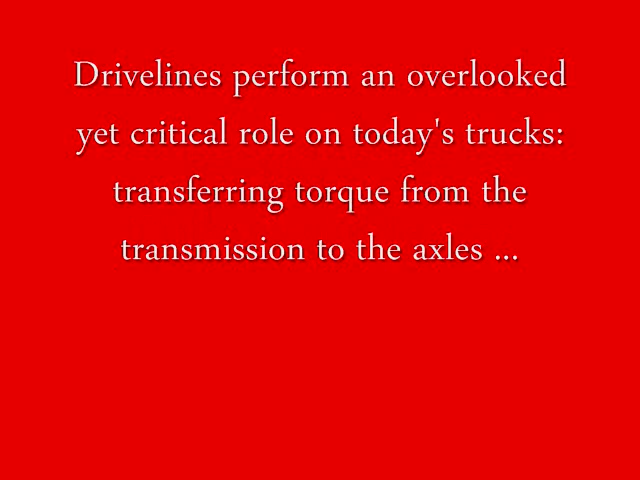 Drivelines perform an overlooked
yet critical role on today's trucks:
transferring torque from the
transmission to the axles ...